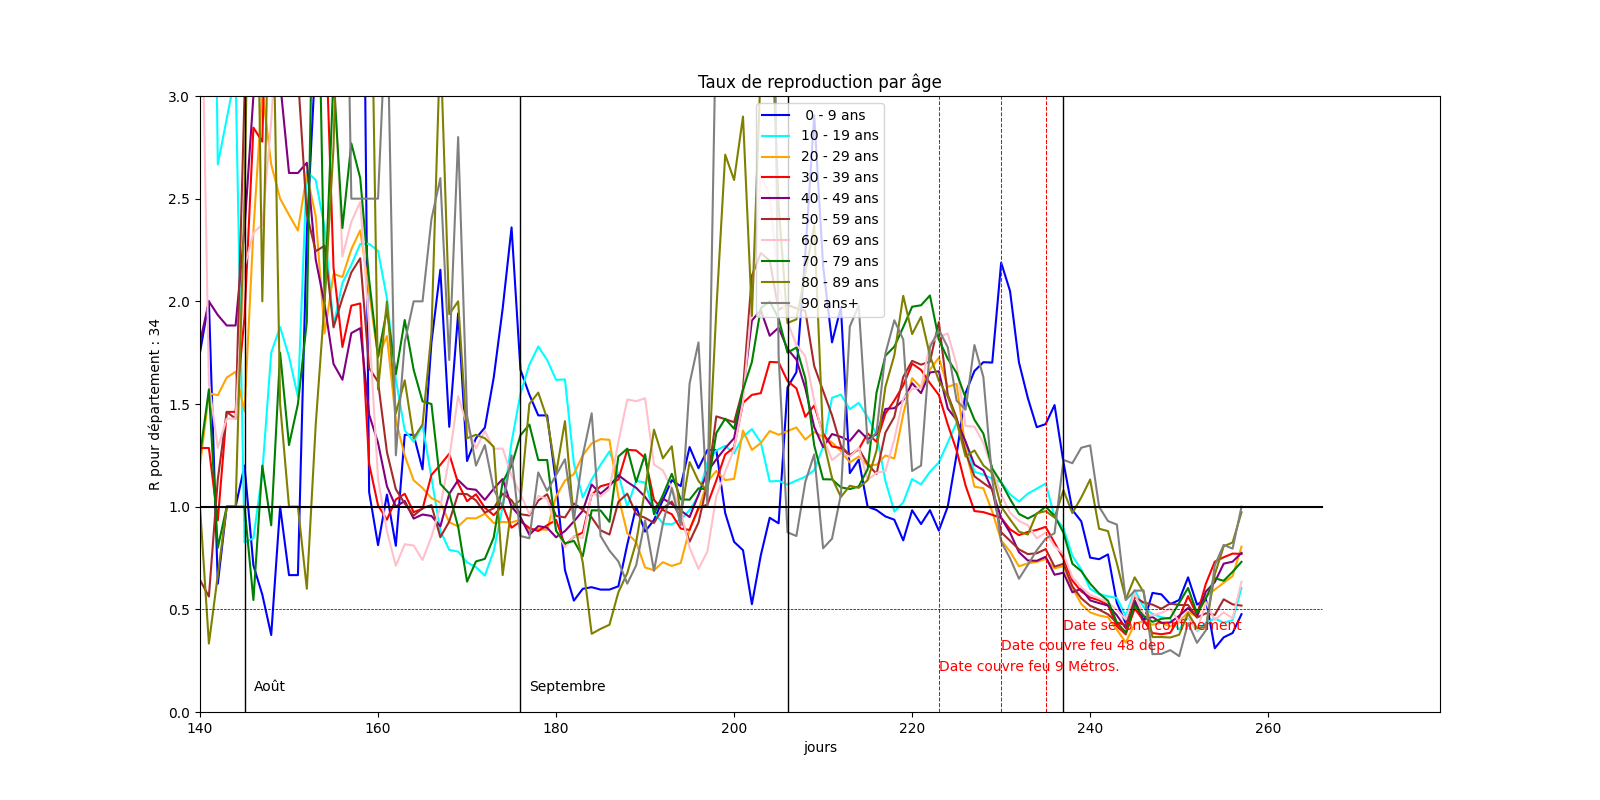 Taux de reproduction par âge
R pour département : 34
3.0
2.5
2.0
1.5
1.0
0.5
0.0
0 - 9 ans
10 - 19 ans
20 - 29 ans
30 - 39 ans
40 - 49 ans
50 - 59 ans
60 - 69 ans
70 - 79 ans
80 - 89 ans
90 ans+
Date second confinement
Date couvre feu 48 dep
Date couvre feu 9 Métros.
Août
Septembre
140 160 180 200 220 240 260
jours